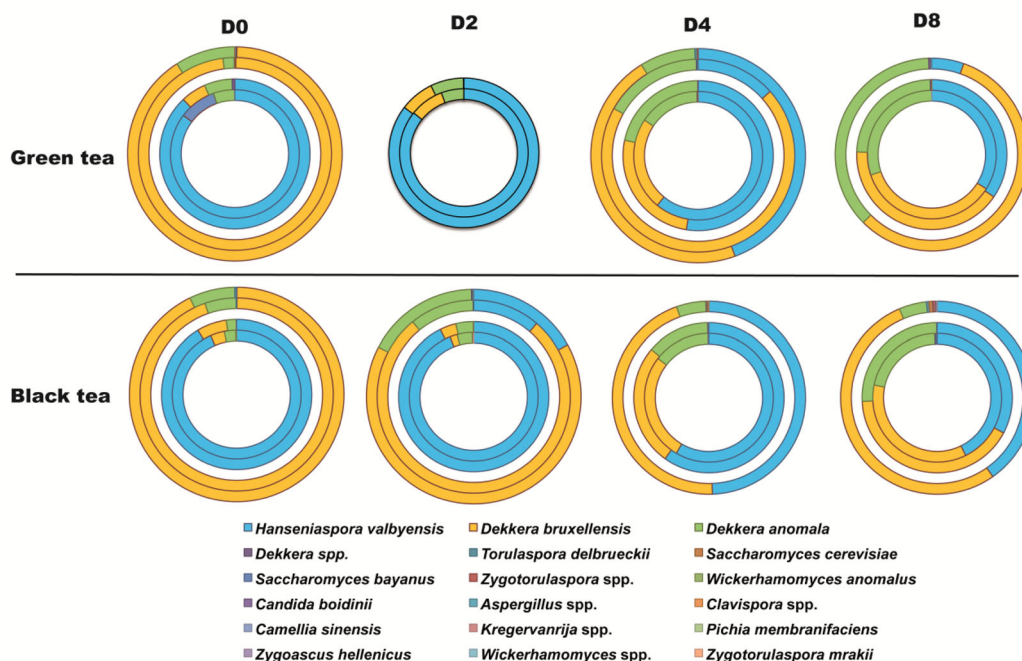 D0 D2 D4 D8
Green tea
Black tea
Hanseniaspora valbyensis Dekkera bruxellensis Dekkera anomala
Dekkera spp. Torulaspora delbrueckii Saccharomyces cerevisiae
Saccharomyces bayanus Zygotorulaspora spp. Wickerhamomyces anomalus
Candida boidinii Aspergillus spp. Clavispora spp.
Camellia sinensis Kregervanrija spp. Pichia membranifaciens
Zygoascus hellenicus Wickerhamomyces spp. Zygotorulaspora mrakii